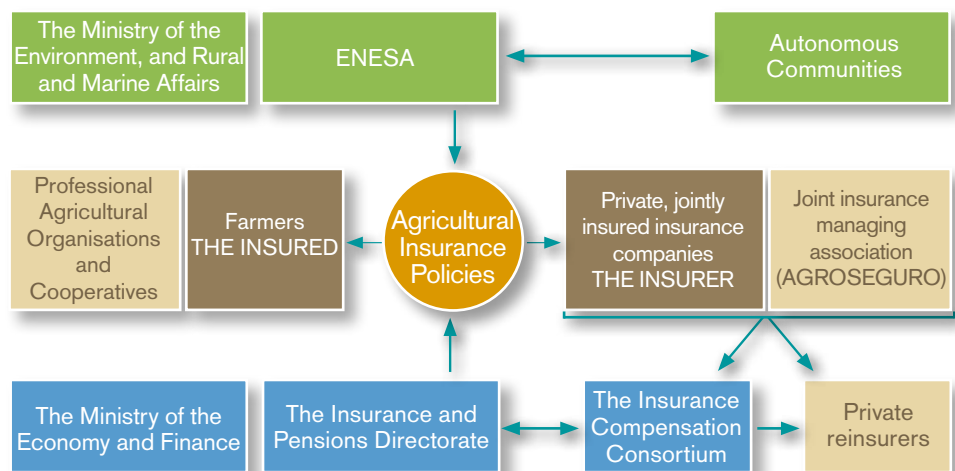 The Ministry of the
Environment, and Rural
and Marine Affairs
ENESA
Autonomous
Communities
Professional
Agricultural
Organisations
and
Cooperatives
Farmers
THE INSURED
Agricultural
Insurance
Policies
Private, jointly
insured insurance
companies
THE INSURER
Joint insurance
managing
association
(AGROSEGURO)
The Ministry of the
Economy and Finance
The Insurance and
Pensions Directorate
The Insurance
Compensation
Consortium
Private
reinsurers